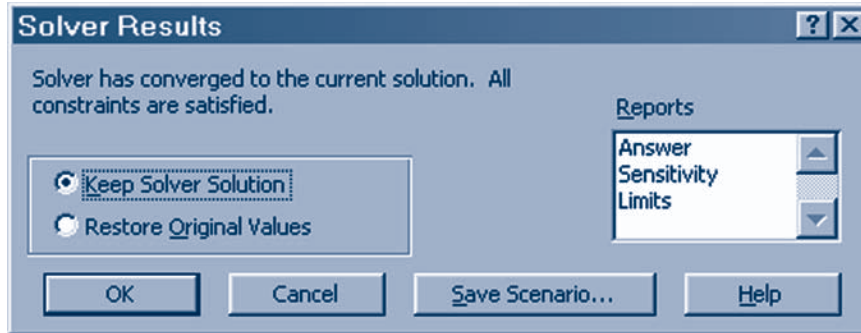 Solver Results
Solver has converged to the current solution. All
constraints are satisfied.
Reports
Answer
Sensitivity
Limits
Keep Solver Solution
Restore Original Values
OK
Cancel
Save Scenario...
Help